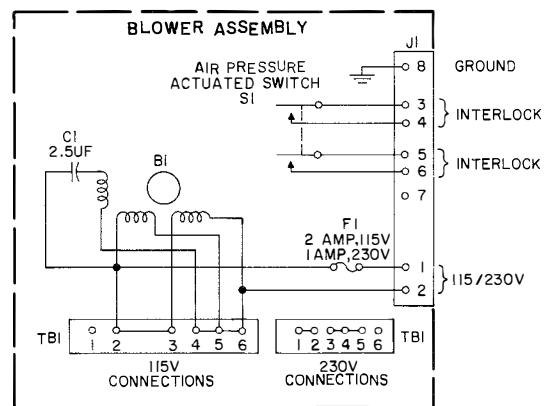 BLOWER ASSEMBLY
J1
AIR PRESSURE
ACTUATED SWITCH
S1
8 GROUND
3
4
INTERLOCK
5
6
INTERLOCK
7
C1
2.5UF
B1
F1
2 AMP,115V
1 AMP,230V
1
2
115/230V
TB1
1 2 3 4 5 6
115V
CONNECTIONS
1 2 3 4 5 6
TB1
230V
CONNECTIONS